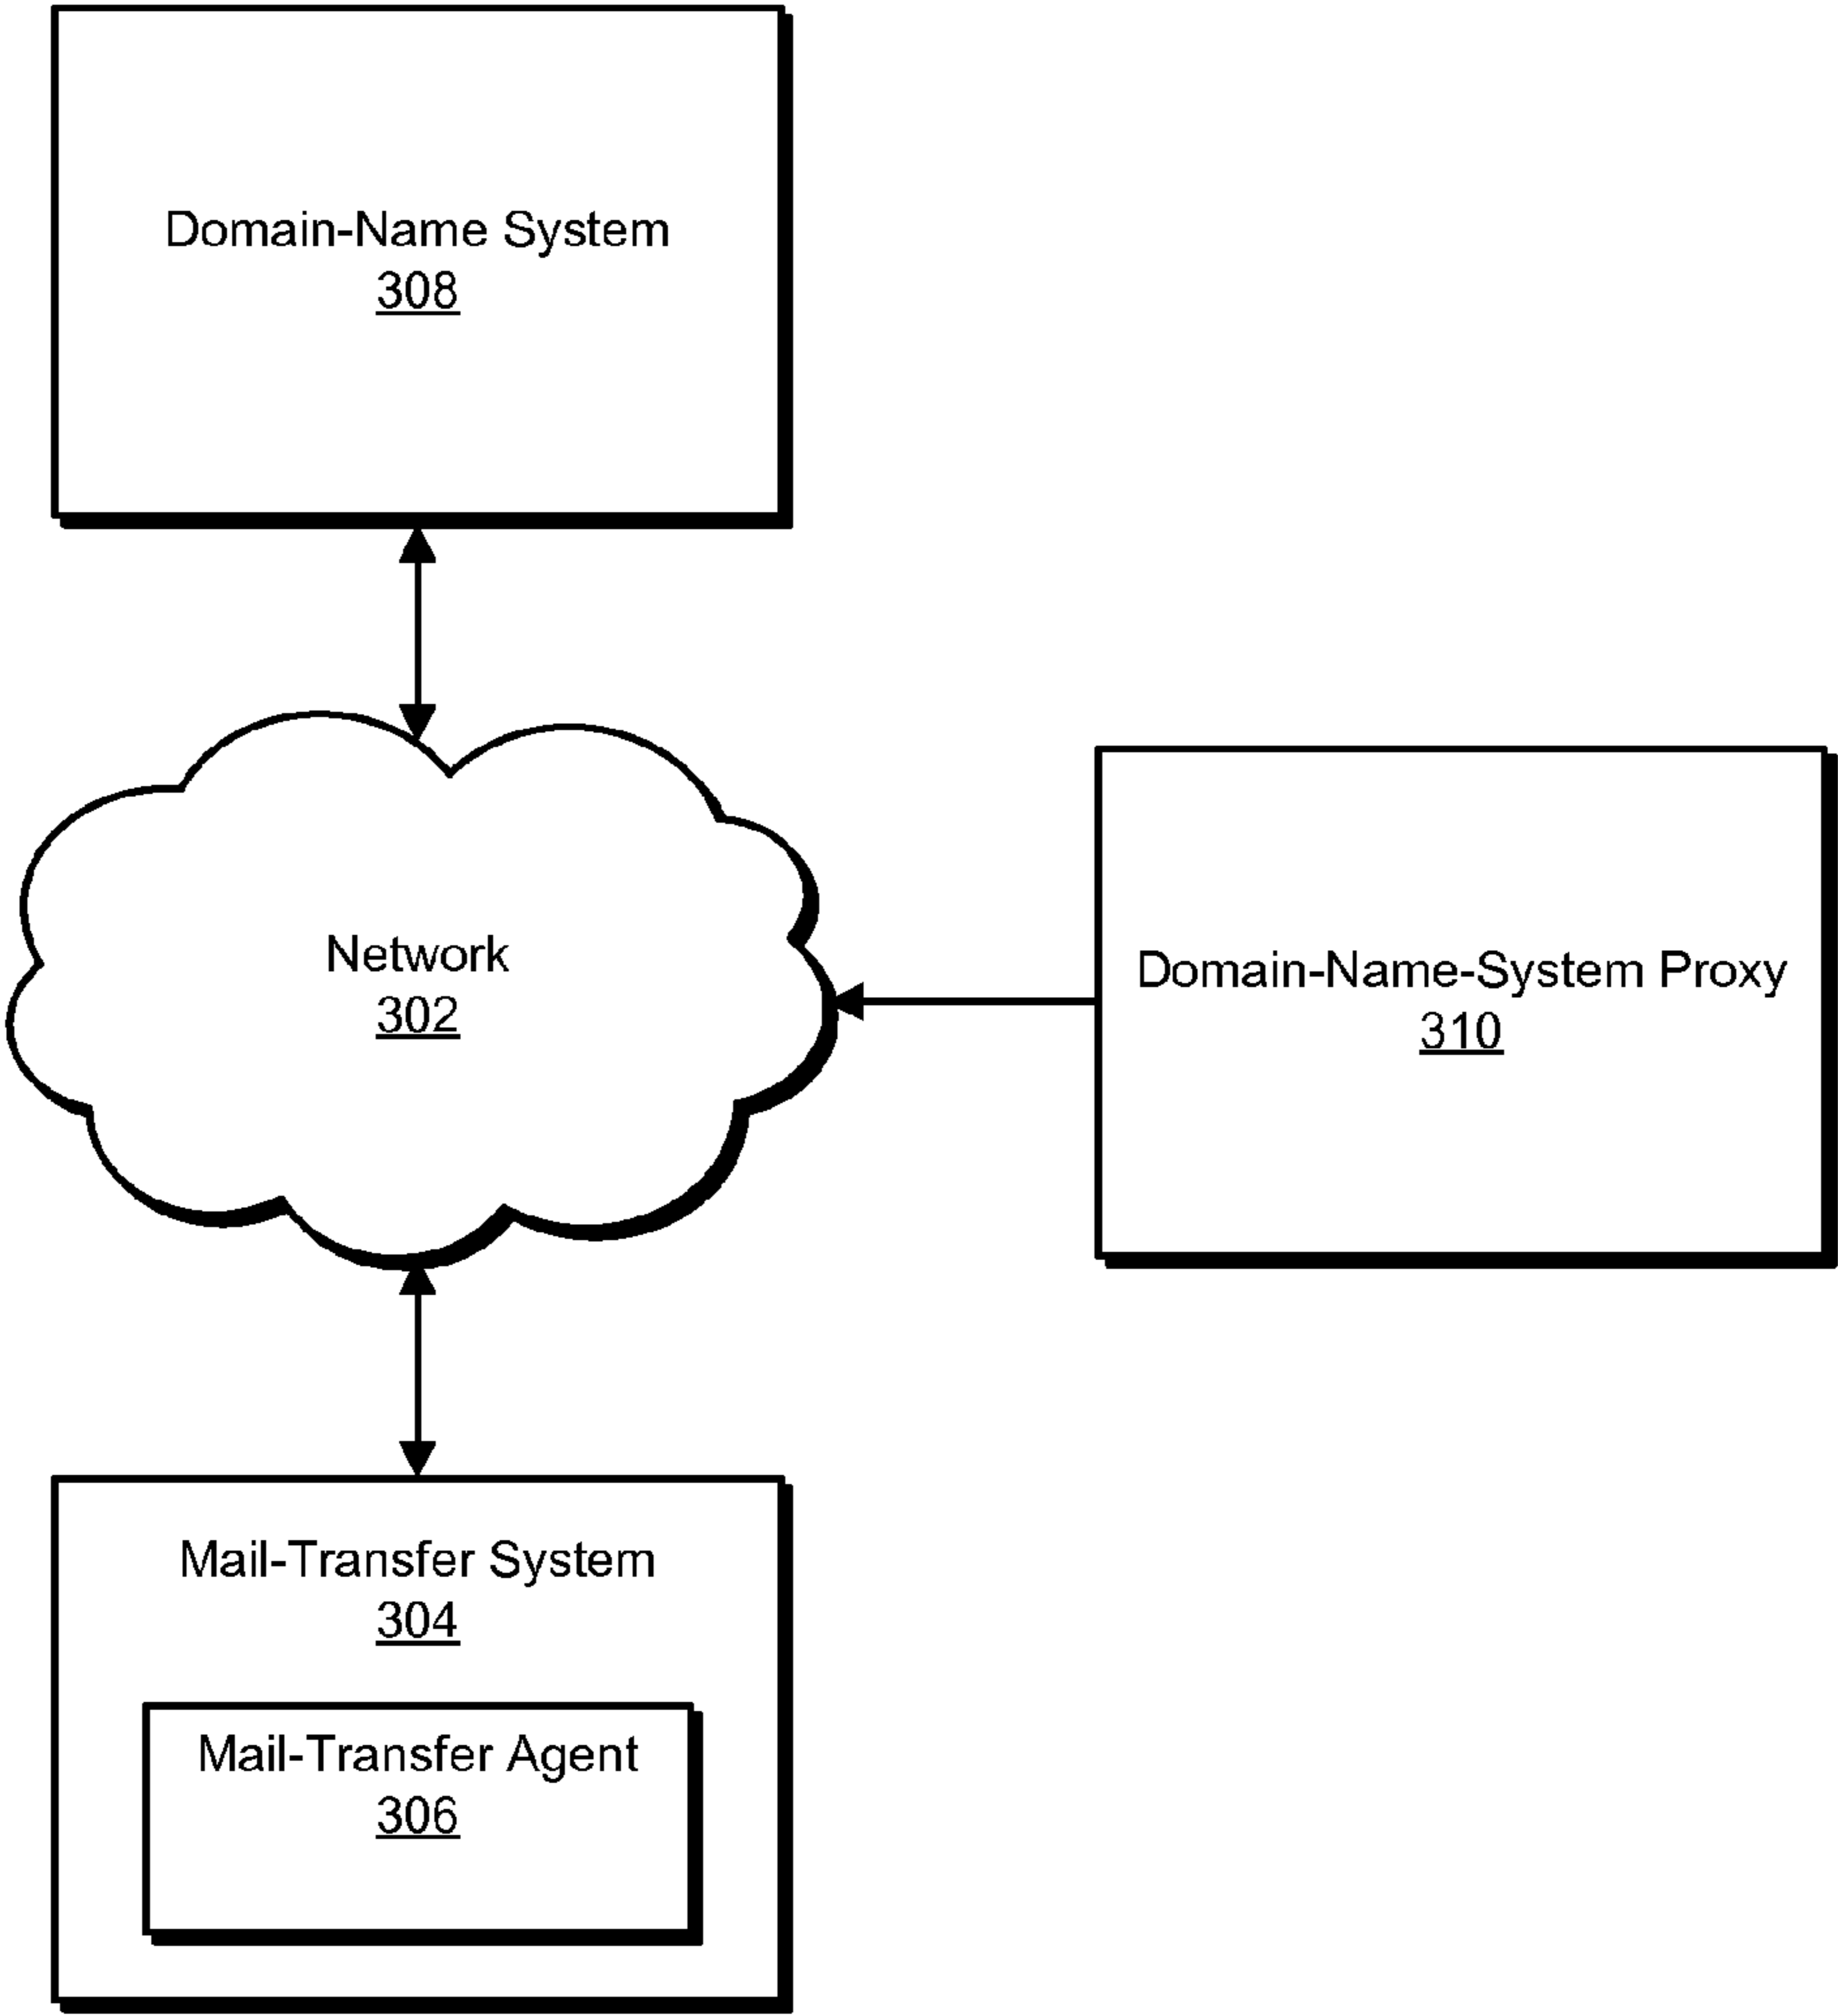 Domain-Name System
308
Network
302
Domain-Name-System Proxy
310
Mail-Transfer System
304
Mail-Transfer Agent
306